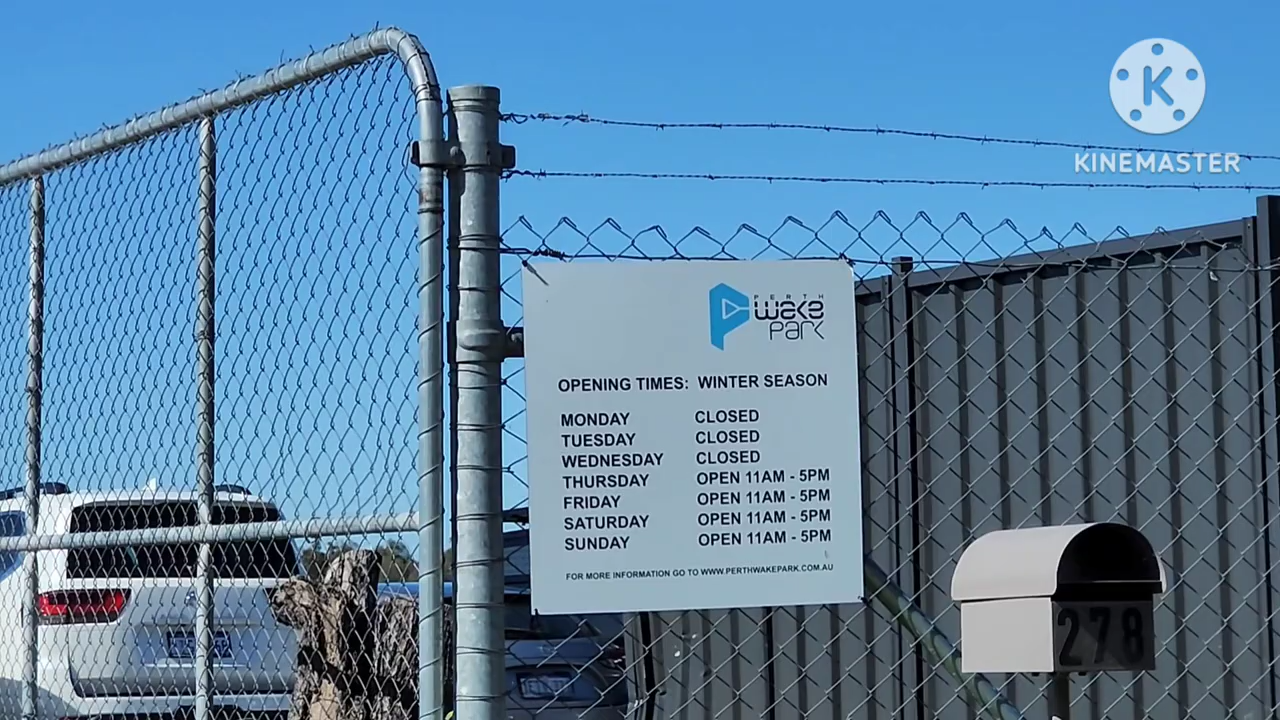 K
KINEMASTER
PERTH
WAKE
PARK
OPENING TIMES: WINTER SEASON
MONDAY CLOSED
TUESDAY CLOSED
WEDNESDAY CLOSED
THURSDAY OPEN 11AM - 5PM
FRIDAY OPEN 11AM - 5PM
SATURDAY OPEN 11AM - 5PM
SUNDAY OPEN 11AM - 5PM
FOR MORE INFORMATION GO TO WWW.PERTHWAKEPARK.COM.AU
278